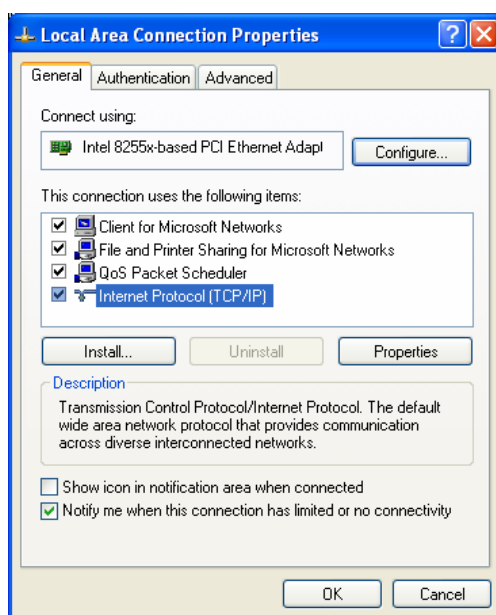 Local Area Connection Properties
General Authentication Advanced
Connect using:
Intel 8255x-based PCI Ethernet Adapt
Configure...
This connection uses the following items:
Client for Microsoft Networks
File and Printer Sharing for Microsoft Networks
QoS Packet Scheduler
Internet Protocol (TCP/IP)
Install... Uninstall Properties
Description
Transmission Control Protocol/Internet Protocol. The default
wide area network protocol that provides communication
across diverse interconnected networks.
Show icon in notification area when connected
Notify me when this connection has limited or no connectivity
OK Cancel